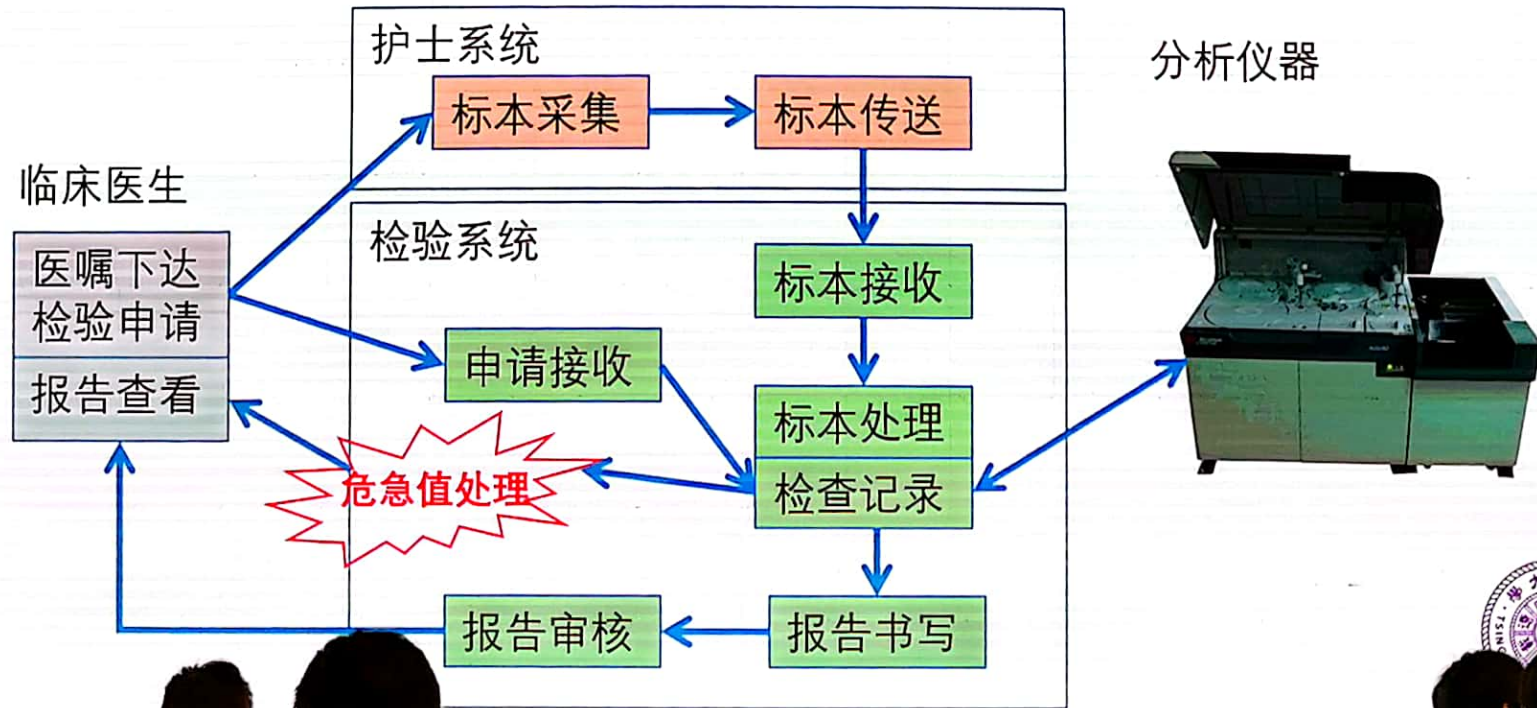 护士系统
标本采集
标本传送
分析仪器
临床医生
医嘱下达
检验申请
报告查看
检验系统
标本接收
申请接收
标本处理
检查记录
危急值处理
报告审核
报告书写